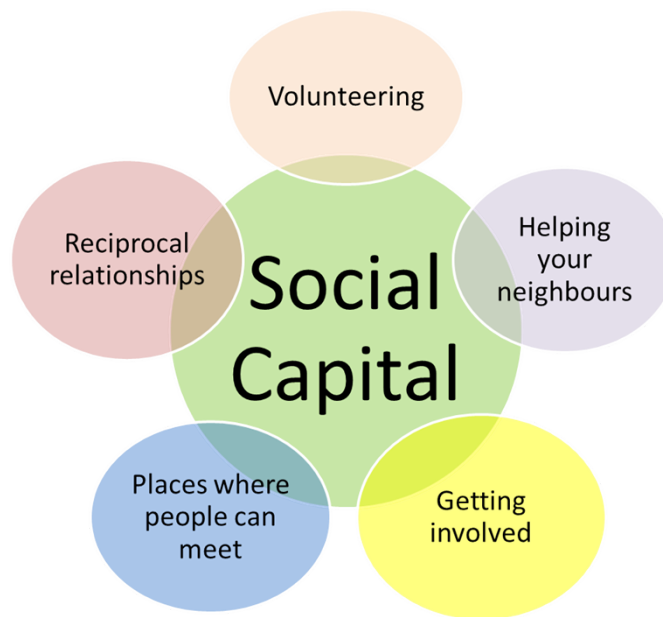 Volunteering
Helping
your
neighbours
Getting
involved
Places where
people can
meet
Reciprocal
relationships
Social
Capital